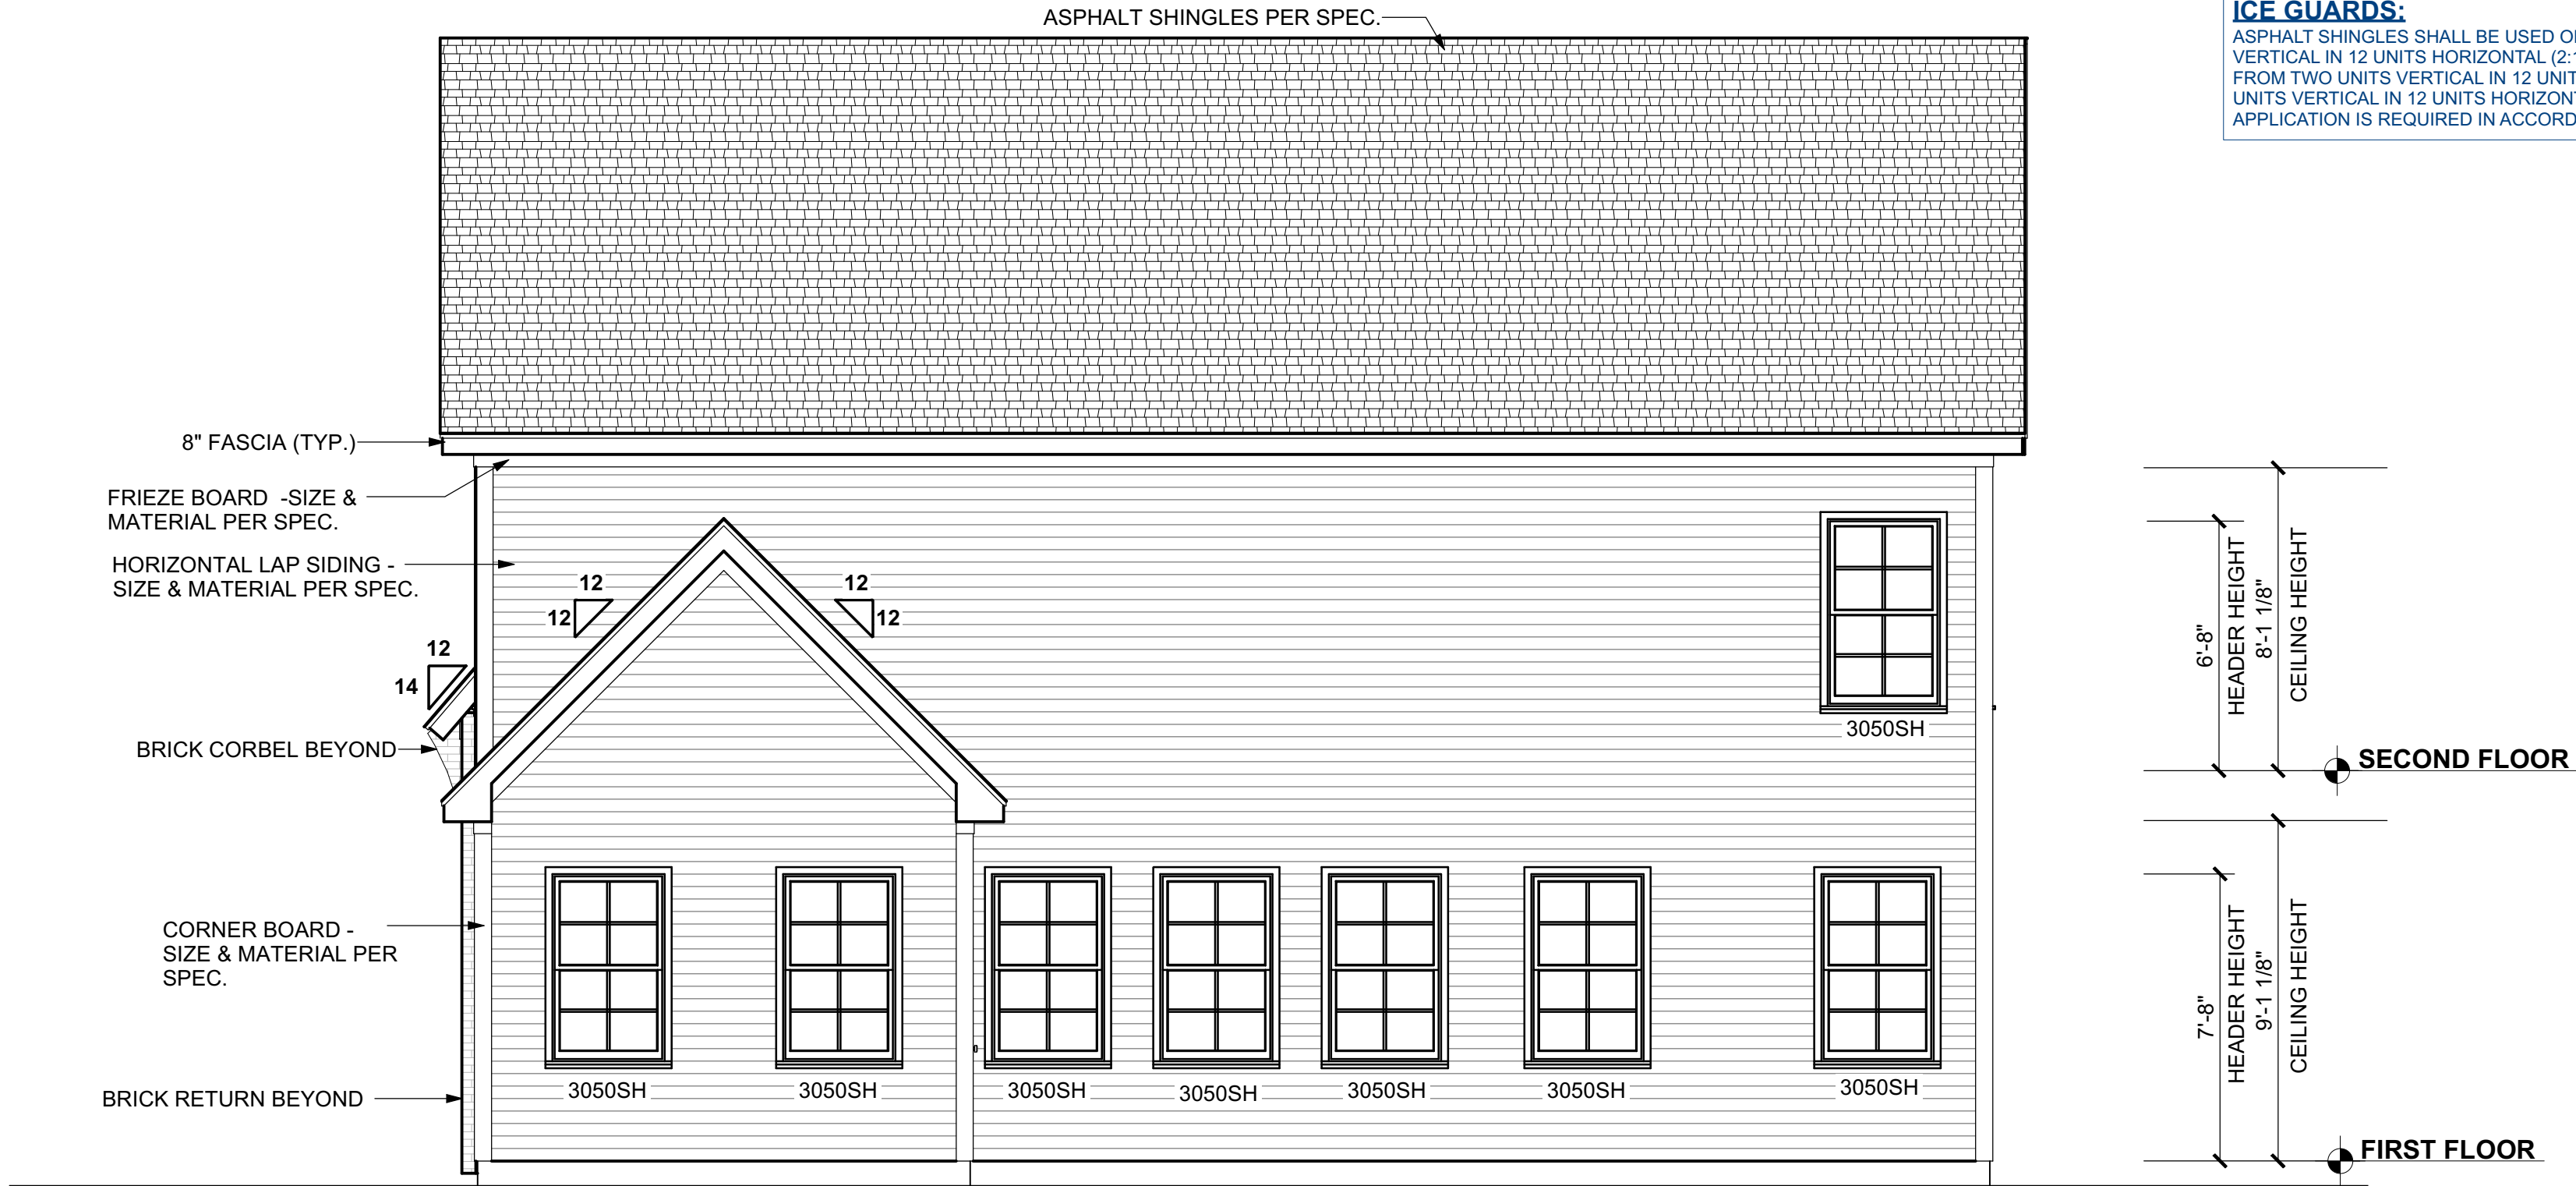 ASPHALT SHINGLES PER SPEC.
ICE GUARDS:
ASPHALT SHINGLES SHALL BE USED
VERTICAL IN 12 UNITS HORIZONTAL
FROM TWO UNITS VERTICAL IN 12
UNITS VERTICAL IN 12 UNITS
APPLICATION IS REQUIRED IN
8" FASCIA (TYP.)
FRIEZE BOARD -SIZE &
MATERIAL PER SPEC.
HORIZONTAL LAP SIDING -
SIZE & MATERIAL PER SPEC.
12
12
12
12
12
14
BRICK CORBEL BEYOND
3050SH
6'-8"
HEADER HEIGHT
8'-1 1/8"
CEILING HEIGHT
SECOND FLOOR
CORNER BOARD -
SIZE & MATERIAL PER
SPEC.
BRICK RETURN BEYOND
3050SH
3050SH
3050SH
3050SH
3050SH
3050SH
3050SH
7'-8"
HEADER HEIGHT
9'-1 1/8"
CEILING HEIGHT
FIRST FLOOR